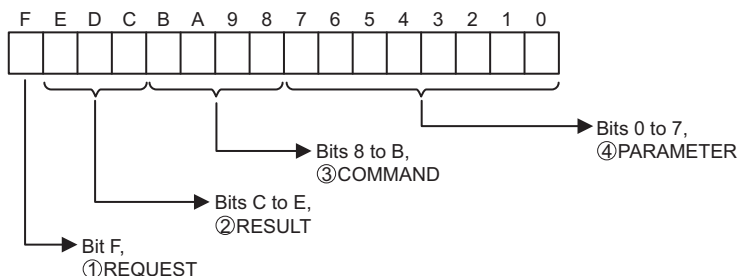 F E D C B A 9 8 7 6 5 4 3 2 1 0
Bits 0 to 7,
④PARAMETER
Bits 8 to B,
③COMMAND
Bits C to E,
②RESULT
Bit F,
①REQUEST